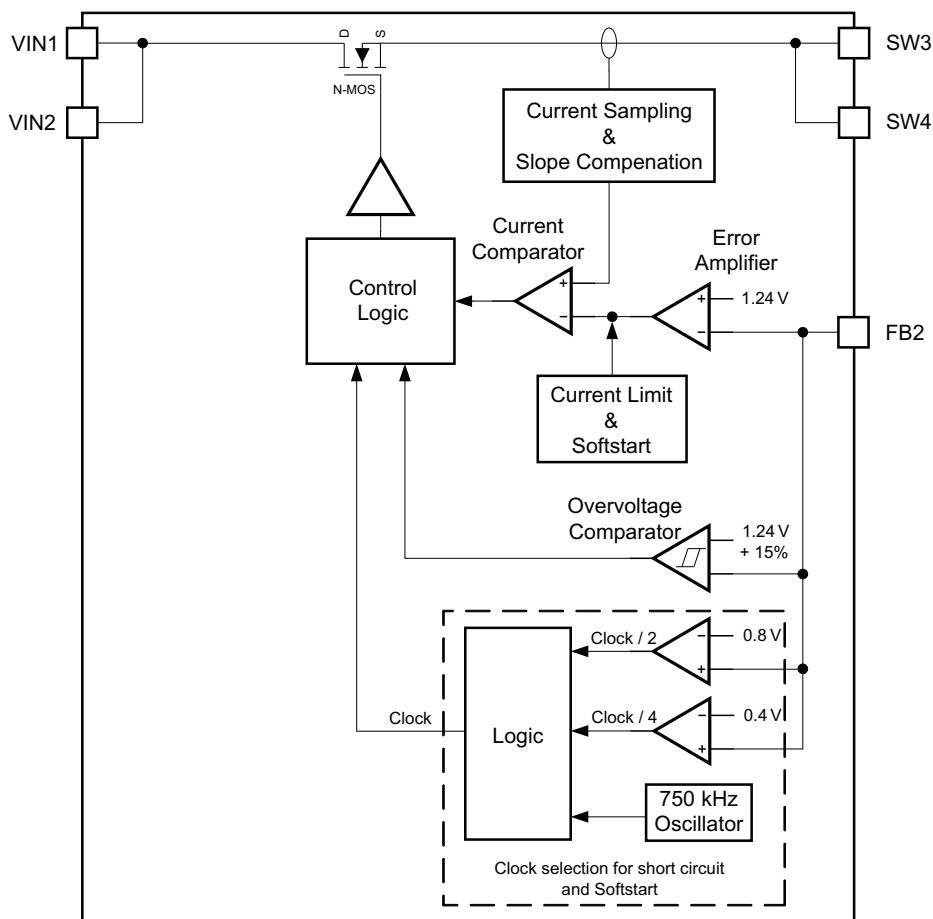 VIN1
D
S
SW3
N-MOS
VIN2
Current Sampling
&
Slope Compenation
SW4
Current
Comparator
Error
Amplifier
Control
Logic
+
−
+
−
1.24 V
FB2
Current Limit
&
Softstart
Overvoltage
Comparator
1.24 V
+ 15%
Clock / 2
−
+
0.8 V
Clock / 4
−
+
0.4 V
Clock
Logic
750 kHz
Oscillator
Clock selection for short circuit
and Softstart